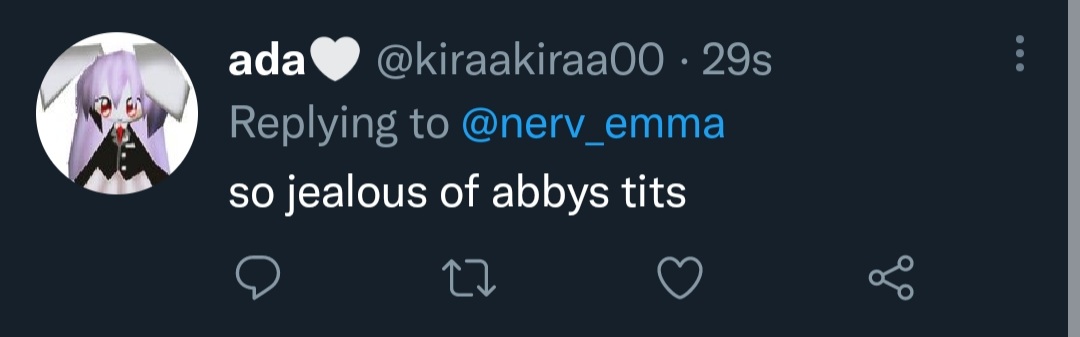 ada🤍 @kiraakiraa00 · 29s
Replying to @nerv_emma
so jealous of abbys tits